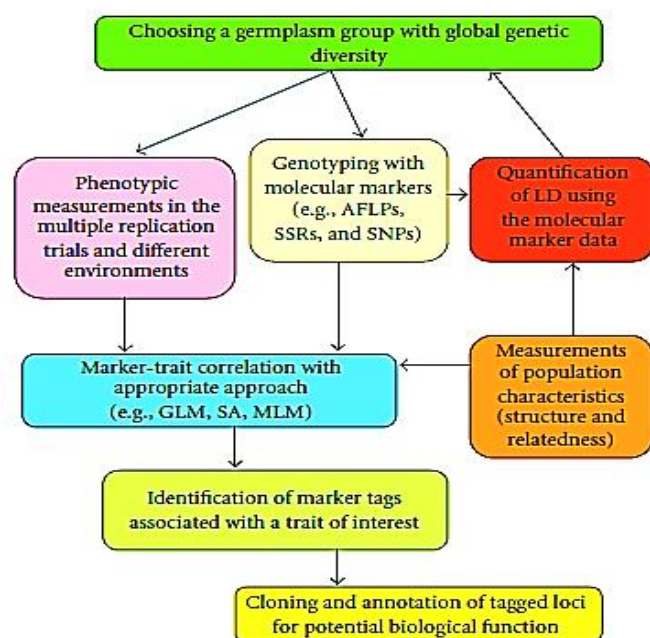 Choosing a germplasm group with global genetic
diversity
Phenotypic
measurements in the
multiple replication
trials and different
environments
Genotyping with
molecular markers
(e.g., AFLPs,
SSRs, and SNPs)
Quantification
of LD using
the molecular
marker data
Marker-trait correlation with
appropriate approach
(e.g., GLM, SA, MLM)
Measurements
of population
characteristics
(structure and
relatedness)
Identification of marker tags
associated with a trait of interest
Cloning and annotation of tagged loci
for potential biological function